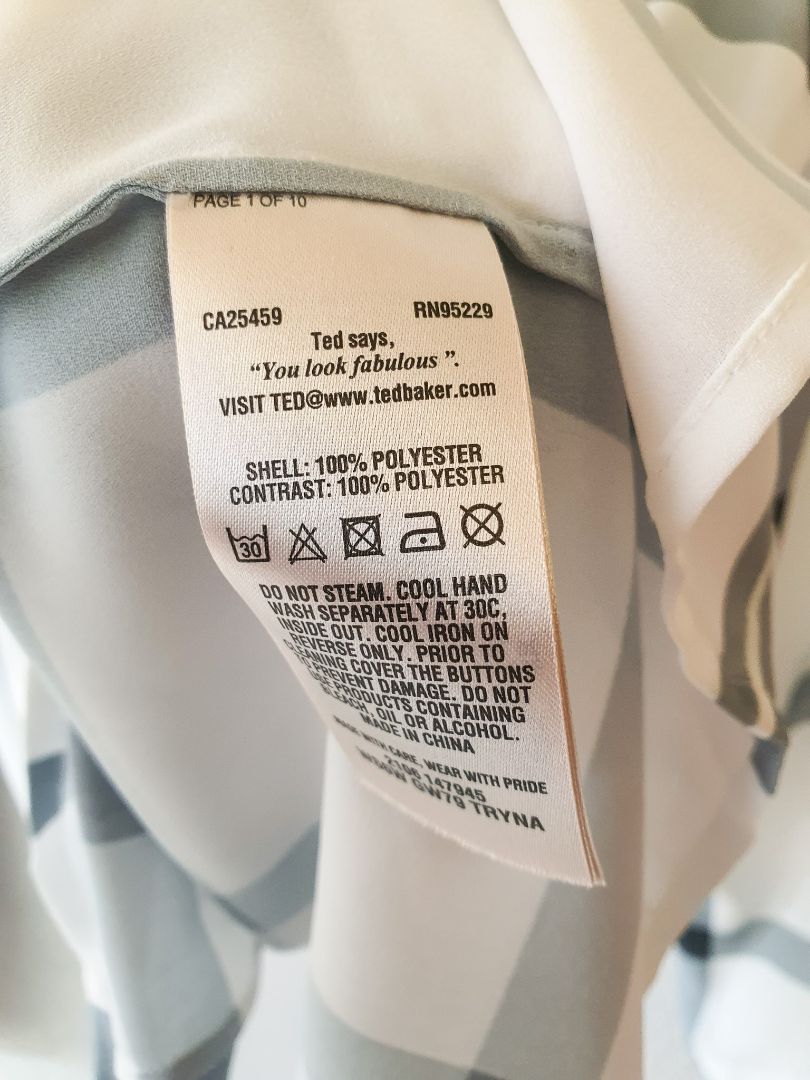 PAGE 1 OF 10
CA25459 RN95229
Ted says,
“You look fabulous ”.
VISIT TED@www.tedbaker.com
SHELL: 100% POLYESTER
CONTRAST: 100% POLYESTER
30
DO NOT STEAM. COOL HAND
WASH SEPARATELY AT 30C,
INSIDE OUT. COOL IRON ON
REVERSE ONLY. PRIOR TO
CLEANING COVER THE BUTTONS
PREVENT DAMAGE. DO NOT
PRODUCTS CONTAINING
BLEACH, OIL OR ALCOHOL.
MADE IN CHINA
MADE WITH CARE, WEAR WITH PRIDE
2106 147945
GW79 TRYNA